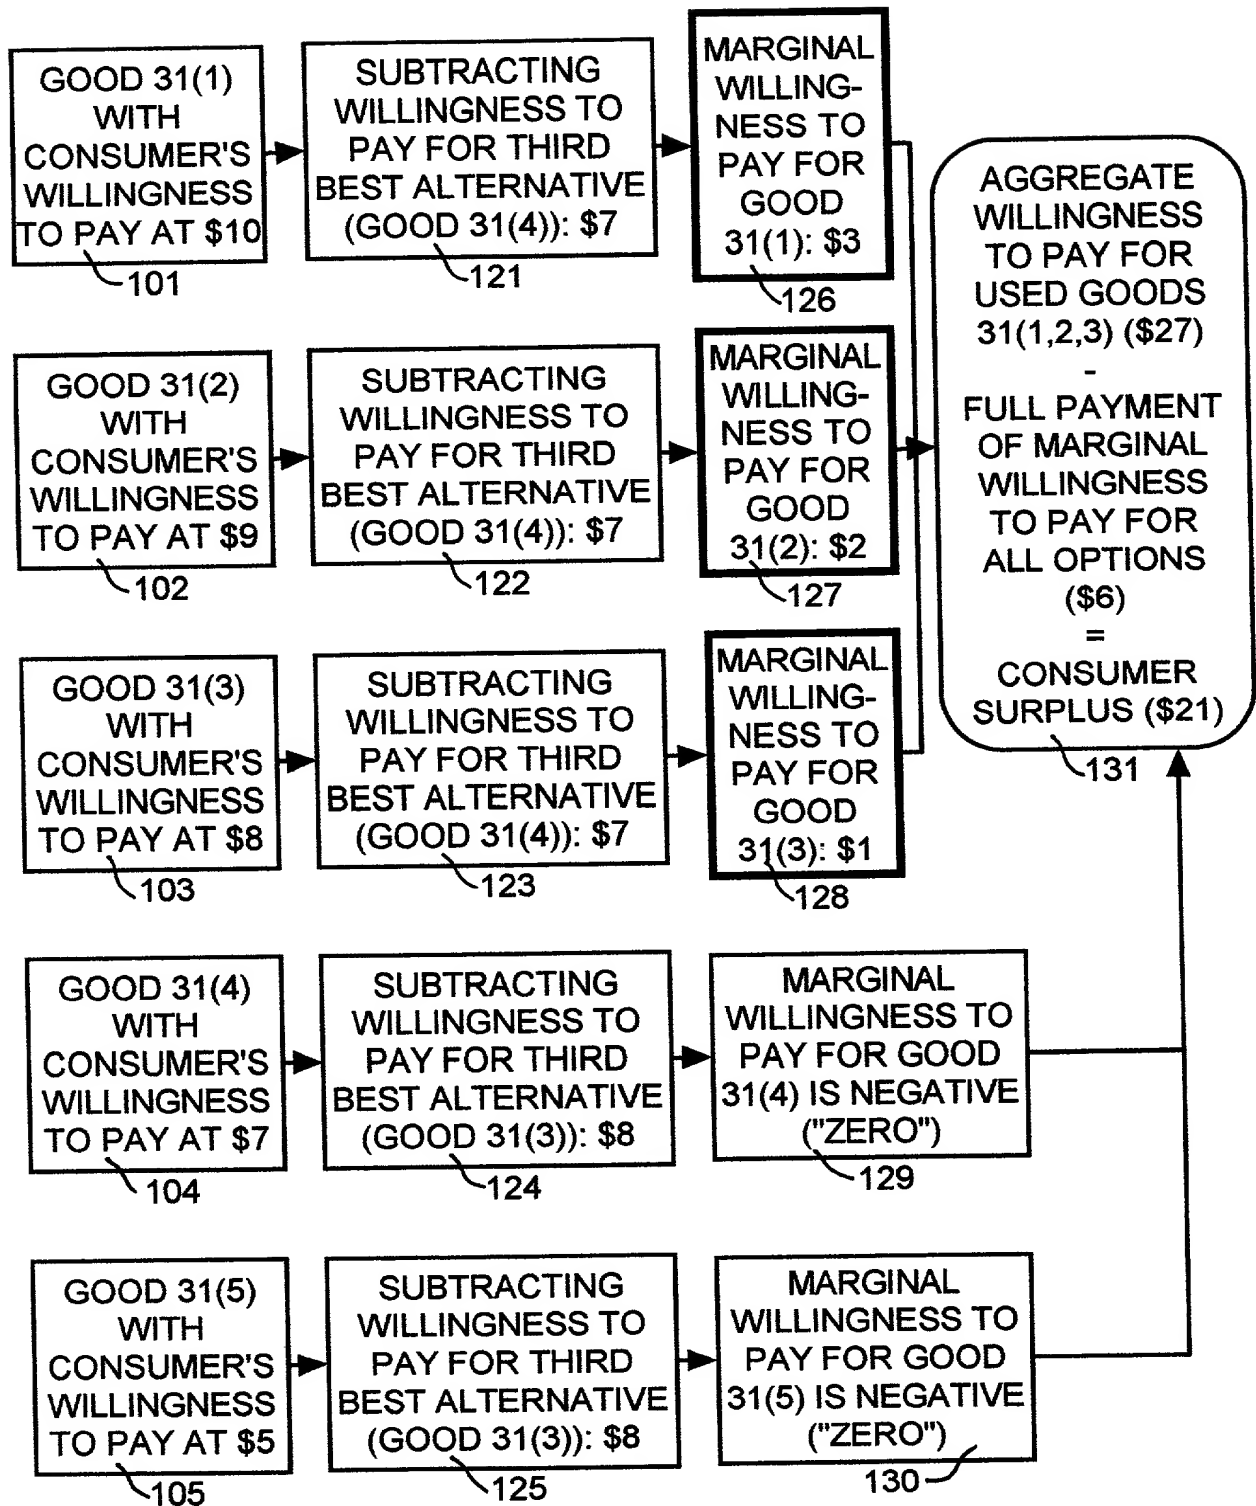 GOOD 31(1)
WITH
CONSUMER'S
WILLINGNESS
TO PAY AT $10
101
SUBTRACTING
WILLINGNESS TO
PAY FOR THIRD
BEST ALTERNATIVE
(GOOD 31(4)): $7
121
MARGINAL
WILLING-
NESS TO
PAY FOR
GOOD
31(1): $3
126
GOOD 31(2)
WITH
CONSUMER'S
WILLINGNESS
TO PAY AT $9
102
SUBTRACTING
WILLINGNESS TO
PAY FOR THIRD
BEST ALTERNATIVE
(GOOD 31(4)): $7
122
MARGINAL
WILLING-
NESS TO
PAY FOR
GOOD
31(2): $2
127
GOOD 31(3)
WITH
CONSUMER'S
WILLINGNESS
TO PAY AT $8
103
SUBTRACTING
WILLINGNESS TO
PAY FOR THIRD
BEST ALTERNATIVE
(GOOD 31(4)): $7
123
MARGINAL
WILLING-
NESS TO
PAY FOR
GOOD
31(3): $1
128
AGGREGATE
WILLINGNESS
TO PAY FOR
USED GOODS
31(1,2,3) ($27)
-
FULL PAYMENT
OF MARGINAL
WILLINGNESS
TO PAY FOR
ALL OPTIONS
($6)
=
CONSUMER
SURPLUS ($21)
131
GOOD 31(4)
WITH
CONSUMER'S
WILLINGNESS
TO PAY AT $7
104
SUBTRACTING
WILLINGNESS TO
PAY FOR THIRD
BEST ALTERNATIVE
(GOOD 31(3)): $8
124
MARGINAL
WILLINGNESS TO
PAY FOR GOOD
31(4) IS NEGATIVE
("ZERO")
129
GOOD 31(5)
WITH
CONSUMER'S
WILLINGNESS
TO PAY AT $5
105
SUBTRACTING
WILLINGNESS TO
PAY FOR THIRD
BEST ALTERNATIVE
(GOOD 31(3)): $8
125
MARGINAL
WILLINGNESS TO
PAY FOR GOOD
31(5) IS NEGATIVE
("ZERO")
130